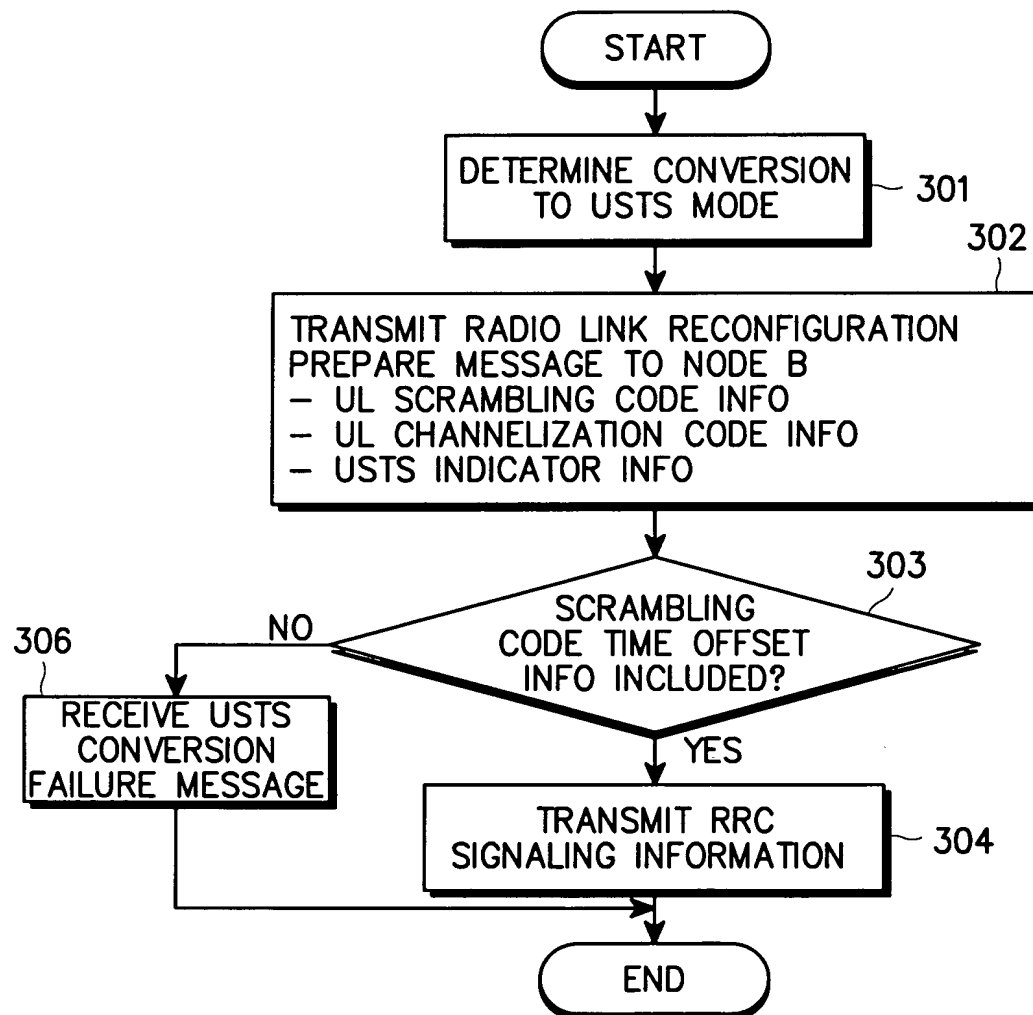 START
DETERMINE CONVERSION
TO USTS MODE
301
302
TRANSMIT RADIO LINK RECONFIGURATION
PREPARE MESSAGE TO NODE B
– UL SCRAMBLING CODE INFO
– UL CHANNELIZATION CODE INFO
– USTS INDICATOR INFO
303
SCRAMBLING
CODE TIME OFFSET
INFO INCLUDED?
NO
306
RECEIVE USTS
CONVERSION
FAILURE MESSAGE
YES
TRANSMIT RRC
SIGNALING INFORMATION
304
END